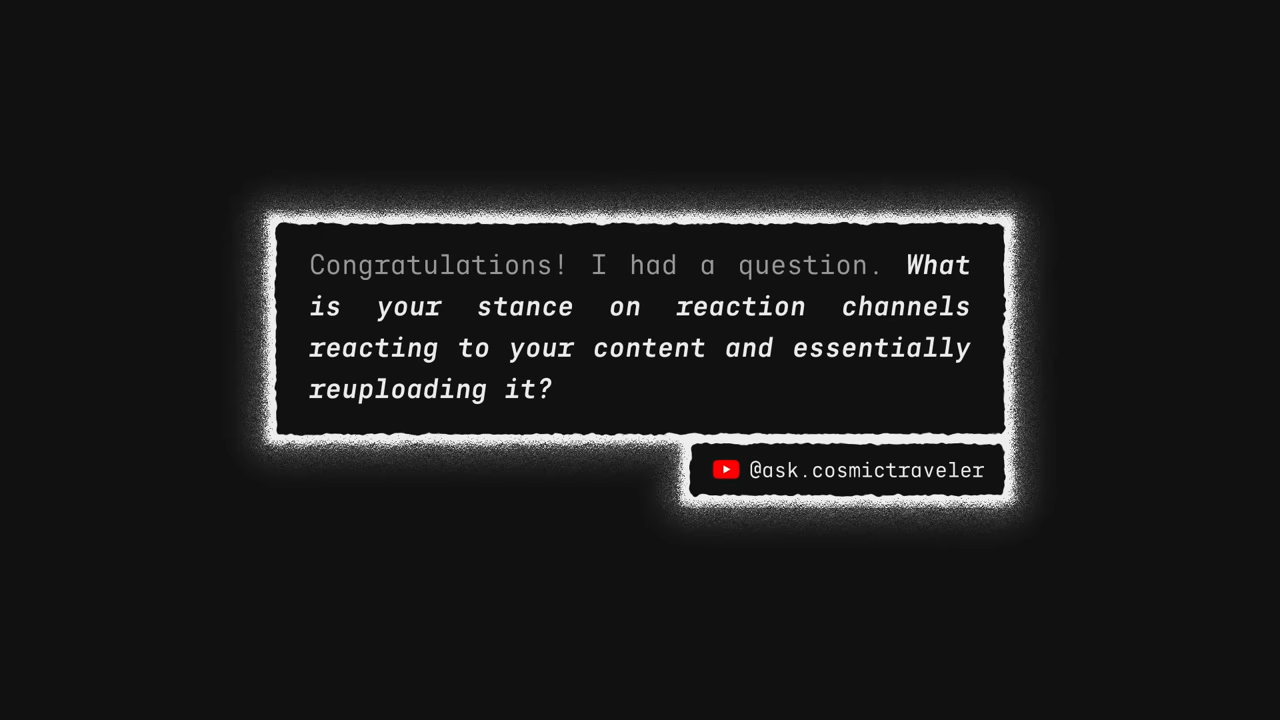 Congratulations! I had a question. What
is your stance on reaction channels
reacting to your content and essentially
reuploading it?
@ask.cosmictraveler